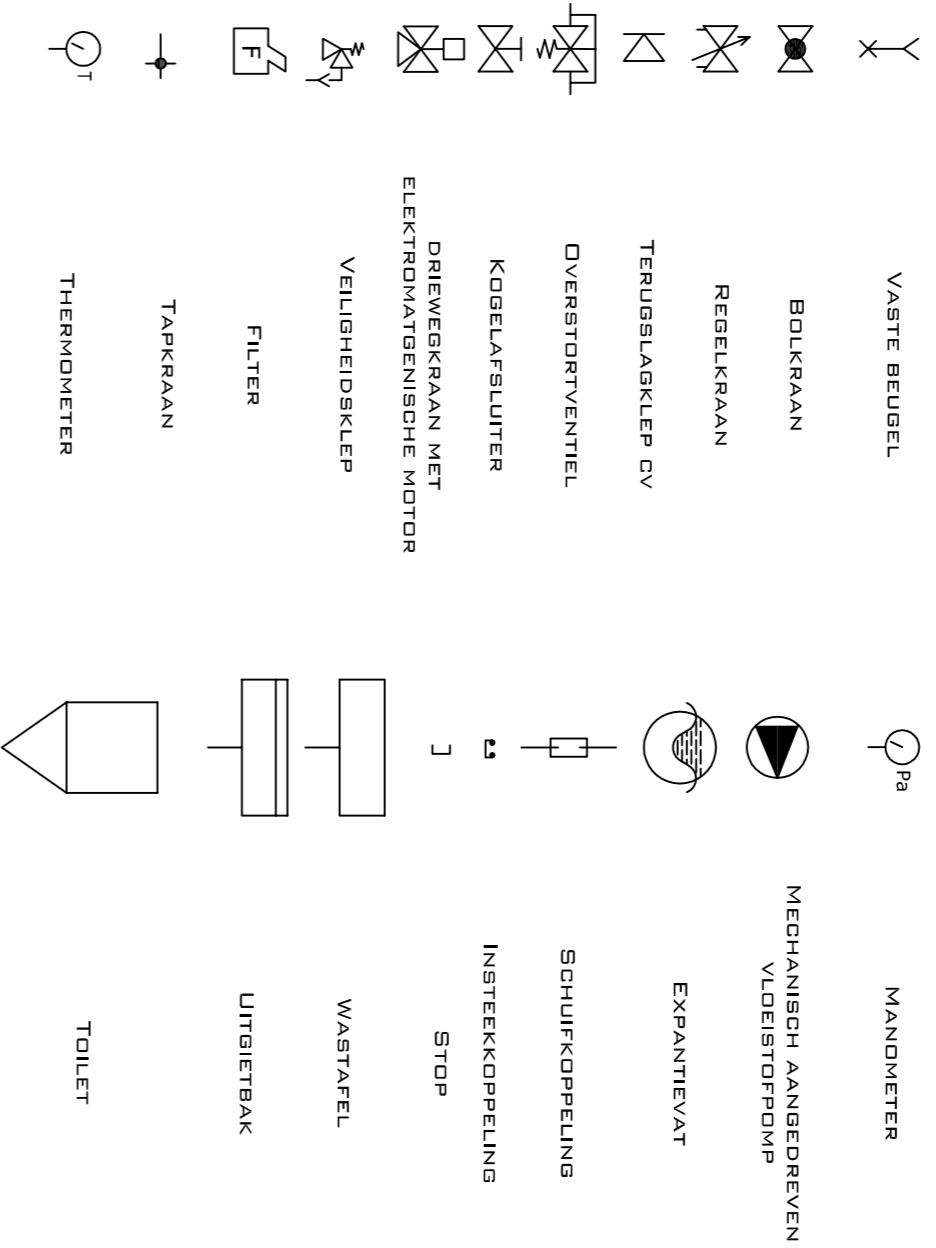 VASTE BEUGEL
BOLKRAAN
REGELKRAAN
TERUGSLAGKLEP CV
OVERSTORTVENTIEL
KOGELAFSLUITER
DRIEWEGKRAAN MET
ELEKTROMATGENISCHE MOTOR
VEILIGHEIDSKLEP
F
FILTER
TAPKRAAN
T
THERMOMETER
Pa
MANOMETER
MECHANISCH AANGEDREVEN
VLOEISTOFPOMP
EXPANTIEVAT
SCHUIFKOPPELING
INSTEEKKOPPELING
STOP
WASTAFEL
UITGIETBAK
TOILET